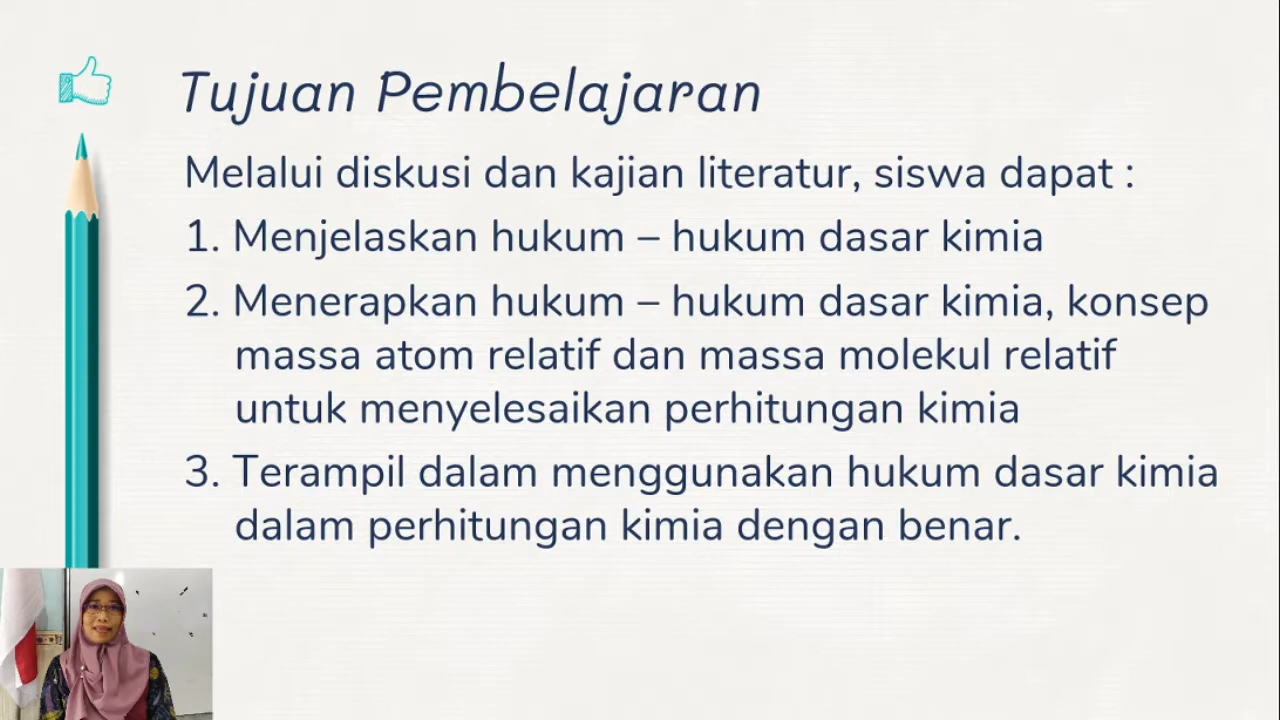 Tujuan Pembelajaran
Melalui diskusi dan kajian literatur, siswa dapat :
1. Menjelaskan hukum – hukum dasar kimia
2. Menerapkan hukum – hukum dasar kimia, konsep
massa atom relatif dan massa molekul relatif
untuk menyelesaikan perhitungan kimia
3. Terampil dalam menggunakan hukum dasar kimia
dalam perhitungan kimia dengan benar.